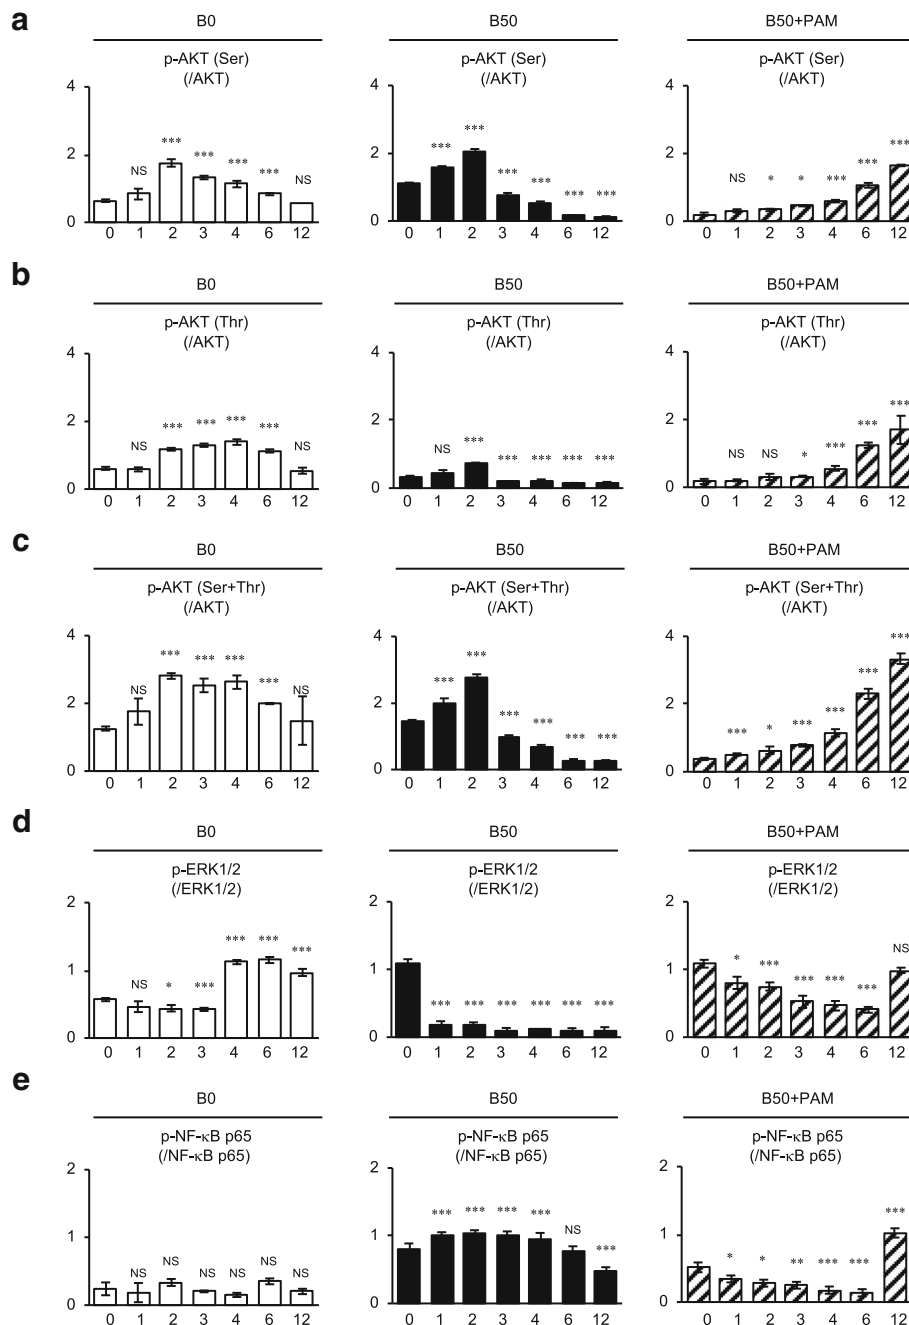 a
B0 B50 B50+PAM
p-AKT (Ser) p-AKT (Ser) p-AKT (Ser)
(/AKT) (/AKT) (/AKT)
4 4 4
*** *** ***
NS *** *** *** NS *** *** NS * * *** *** *** ***
2 2 2
0 0 0
0 1 2 3 4 6 12 0 1 2 3 4 6 12 0 1 2 3 4 6 12
b
B0 B50 B50+PAM
p-AKT (Thr) p-AKT (Thr) p-AKT (Thr)
(/AKT) (/AKT) (/AKT)
4 4 4
NS *** *** *** *** NS NS *** *** *** *** *** NS NS * *** *** ***
2 2 2
0 0 0
0 1 2 3 4 6 12 0 1 2 3 4 6 12 0 1 2 3 4 6 12
c
B0 B50 B50+PAM
p-AKT (Ser+Thr) p-AKT (Ser+Thr) p-AKT (Ser+Thr)
(/AKT) (/AKT) (/AKT)
4 4 4
NS *** *** *** *** NS *** *** *** *** *** *** *** * *** *** *** ***
2 2 2
0 0 0
0 1 2 3 4 6 12 0 1 2 3 4 6 12 0 1 2 3 4 6 12
d
B0 B50 B50+PAM
p-ERK1/2 p-ERK1/2 p-ERK1/2
(/ERK1/2) (/ERK1/2) (/ERK1/2)
2 2 2
NS * *** *** *** *** *** *** *** *** *** *** * *** *** *** *** NS
1 1 1
0 0 0
0 1 2 3 4 6 12 0 1 2 3 4 6 12 0 1 2 3 4 6 12
e
B0 B50 B50+PAM
p-NF-κB p65 p-NF-κB p65 p-NF-κB p65
(/NF-κB p65) (/NF-κB p65) (/NF-κB p65)
2 2 2
NS NS NS NS NS NS *** *** *** *** NS *** * * ** *** *** ***
1 1 1
0 0 0
0 1 2 3 4 6 12 0 1 2 3 4 6 12 0 1 2 3 4 6 12